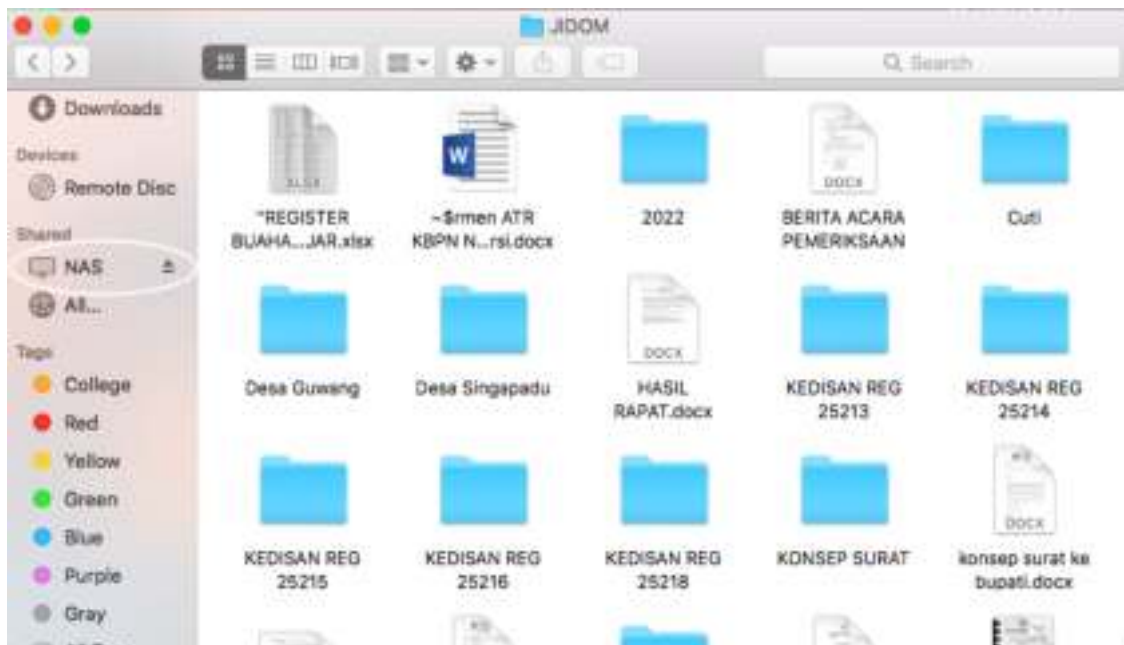 JIDOM
Search
Downloads
Devices
Remote Disc
Shared
NAS
All...
Tags
College
Red
Yellow
Green
Blue
Purple
Gray
XLSX
"REGISTER
BUAHA...JAR.xlsx
W
~$rmen ATR
KBPN N...rsi.docx
2022
DOCX
BERITA ACARA
PEMERIKSAAN
Cuti
Desa Guwang
Desa Singapadu
DOCX
HASIL
RAPAT.docx
KEDISAN REG
25213
KEDISAN REG
25214
KEDISAN REG
25215
KEDISAN REG
25216
KEDISAN REG
25218
KONSEP SURAT
DOCX
konsep surat ke
bupati.docx